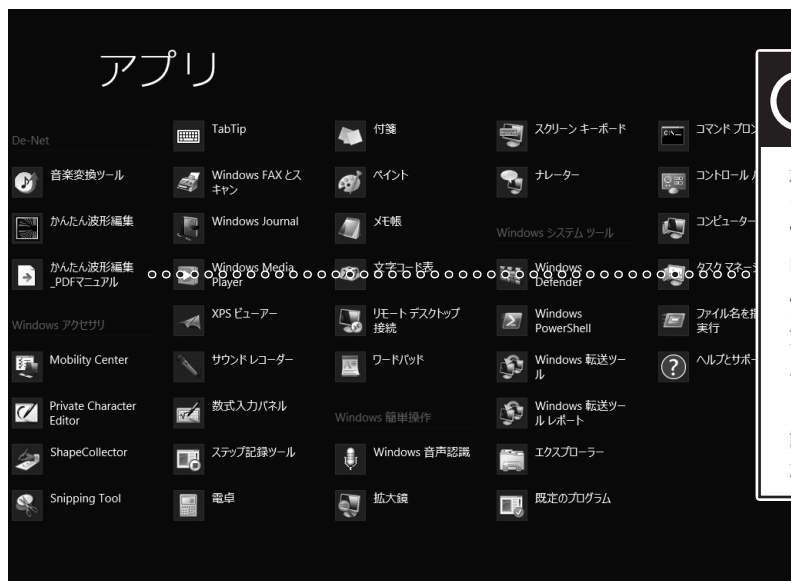 アプリ
De-Net
音楽変換ツール
かんたん波形編集
かんたん波形編集
_PDFマニュアル
Windows アクセサリ
Mobility Center
Private Character
Editor
ShapeCollector
Snipping Tool
TabTip
Windows FAX とス
キャン
Windows Journal
Windows Media
Player
XPS ビューアー
サウンド レコーダー
数式入力パネル
ステップ記録ツール
電卓
付箋
ペイント
メモ帳
文字コード表
リモート デスクトップ
接続
ワードパッド
Windows 簡単操作
Windows 音声認識
拡大鏡
スクリーン キーボード
ナレーター
Windows システム ツール
Windows
Defender
Windows
PowerShell
Windows 転送ツー
ル
Windows 転送ツー
ル レポート
エクスプローラー
既定のプログラム
コマンド プロン
コントロール
コンピューター
タスク マネー
ファイル名を
実行
ヘルプとサポー